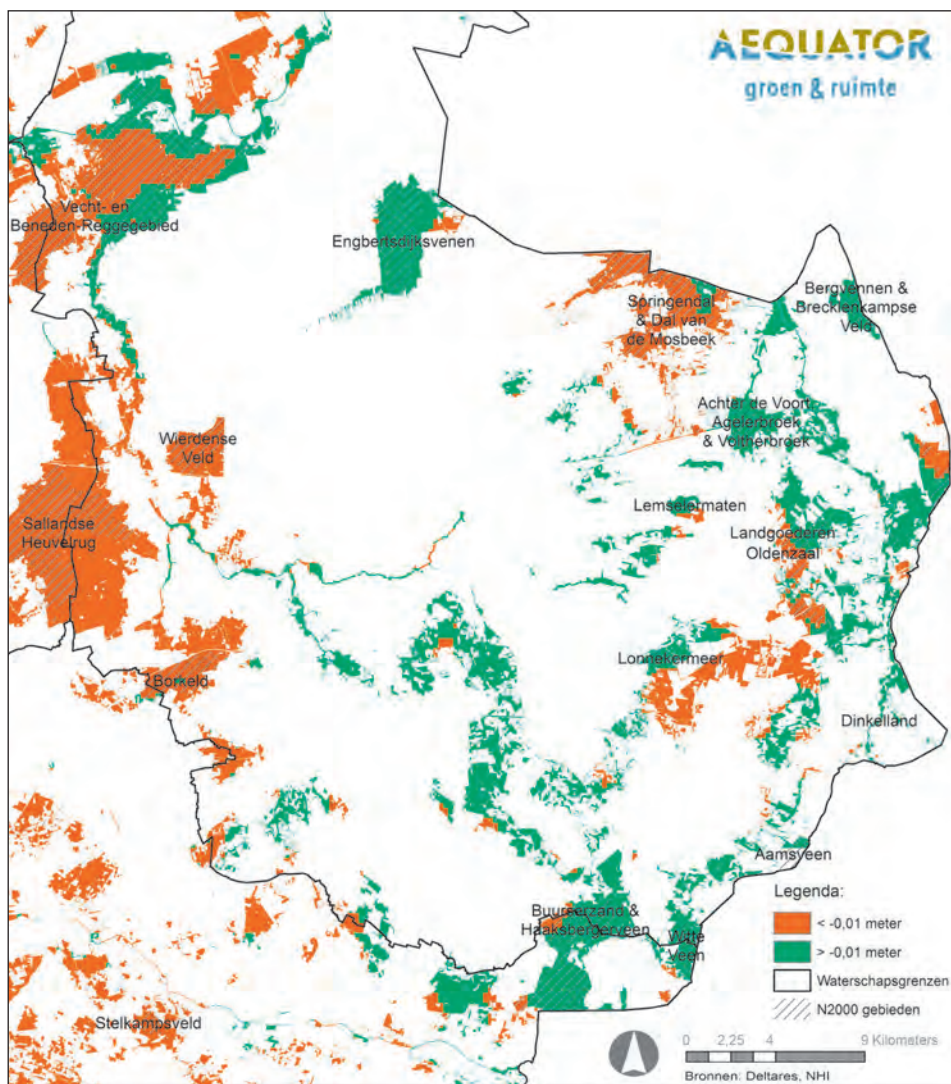 AEQUATOR
groen & ruimte
Vecht- en
Beneden-Reggegebied
Engbertsdijksvenen
Springendal
& Dal van
de Mosbeek
Bergvennen &
Brecklenkampse
Veld
Achter de Voort,
Agelerbroek
& Voltherbroek
Wierdense
Veld
Sallandse
Heuvelrug
Lemselermaten
Landgoederen
Oldenzaal
Borkeld
Lonnekermeer
Dinkelland
Aamsveen
Buurserzand &
Haaksbergerveen
Witte
Veen
Stelkampsveld
Legenda:
< -0,01 meter
> -0,01 meter
Waterschapsgrenzen
N2000 gebieden
0 2,25 4 9 Kilometers
Bronnen: Deltares, NHI